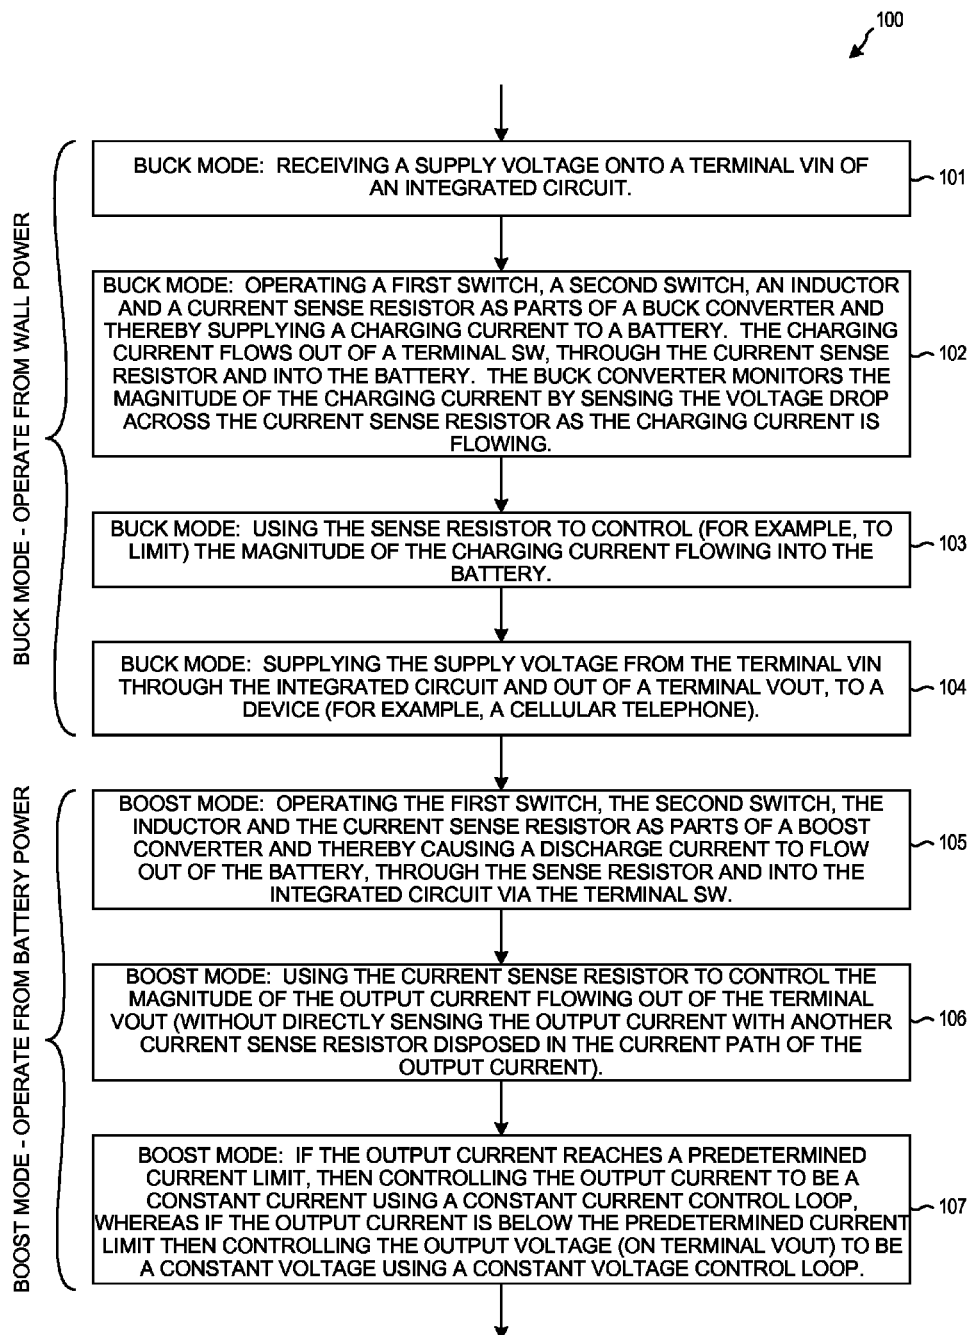 100
BUCK MODE - OPERATE FROM WALL POWER
BUCK MODE: RECEIVING A SUPPLY VOLTAGE ONTO A TERMINAL VIN OF
AN INTEGRATED CIRCUIT.
101
BUCK MODE: OPERATING A FIRST SWITCH, A SECOND SWITCH, AN INDUCTOR
AND A CURRENT SENSE RESISTOR AS PARTS OF A BUCK CONVERTER AND
THEREBY SUPPLYING A CHARGING CURRENT TO A BATTERY. THE CHARGING
CURRENT FLOWS OUT OF A TERMINAL SW, THROUGH THE CURRENT SENSE
RESISTOR AND INTO THE BATTERY. THE BUCK CONVERTER MONITORS THE
MAGNITUDE OF THE CHARGING CURRENT BY SENSING THE VOLTAGE DROP
ACROSS THE CURRENT SENSE RESISTOR AS THE CHARGING CURRENT IS
FLOWING.
102
BUCK MODE: USING THE SENSE RESISTOR TO CONTROL (FOR EXAMPLE, TO
LIMIT) THE MAGNITUDE OF THE CHARGING CURRENT FLOWING INTO THE
BATTERY.
103
BUCK MODE: SUPPLYING THE SUPPLY VOLTAGE FROM THE TERMINAL VIN
THROUGH THE INTEGRATED CIRCUIT AND OUT OF A TERMINAL VOUT, TO A
DEVICE (FOR EXAMPLE, A CELLULAR TELEPHONE).
104
BOOST MODE - OPERATE FROM BATTERY POWER
BOOST MODE: OPERATING THE FIRST SWITCH, THE SECOND SWITCH, THE
INDUCTOR AND THE CURRENT SENSE RESISTOR AS PARTS OF A BOOST
CONVERTER AND THEREBY CAUSING A DISCHARGE CURRENT TO FLOW
OUT OF THE BATTERY, THROUGH THE SENSE RESISTOR AND INTO THE
INTEGRATED CIRCUIT VIA THE TERMINAL SW.
105
BOOST MODE: USING THE CURRENT SENSE RESISTOR TO CONTROL THE
MAGNITUDE OF THE OUTPUT CURRENT FLOWING OUT OF THE TERMINAL
VOUT (WITHOUT DIRECTLY SENSING THE OUTPUT CURRENT WITH ANOTHER
CURRENT SENSE RESISTOR DISPOSED IN THE CURRENT PATH OF THE
OUTPUT CURRENT).
106
BOOST MODE: IF THE OUTPUT CURRENT REACHES A PREDETERMINED
CURRENT LIMIT, THEN CONTROLLING THE OUTPUT CURRENT TO BE A
CONSTANT CURRENT USING A CONSTANT CURRENT CONTROL LOOP,
WHEREAS IF THE OUTPUT CURRENT IS BELOW THE PREDETERMINED CURRENT
LIMIT THEN CONTROLLING THE OUTPUT VOLTAGE (ON TERMINAL VOUT) TO BE
A CONSTANT VOLTAGE USING A CONSTANT VOLTAGE CONTROL LOOP.
107